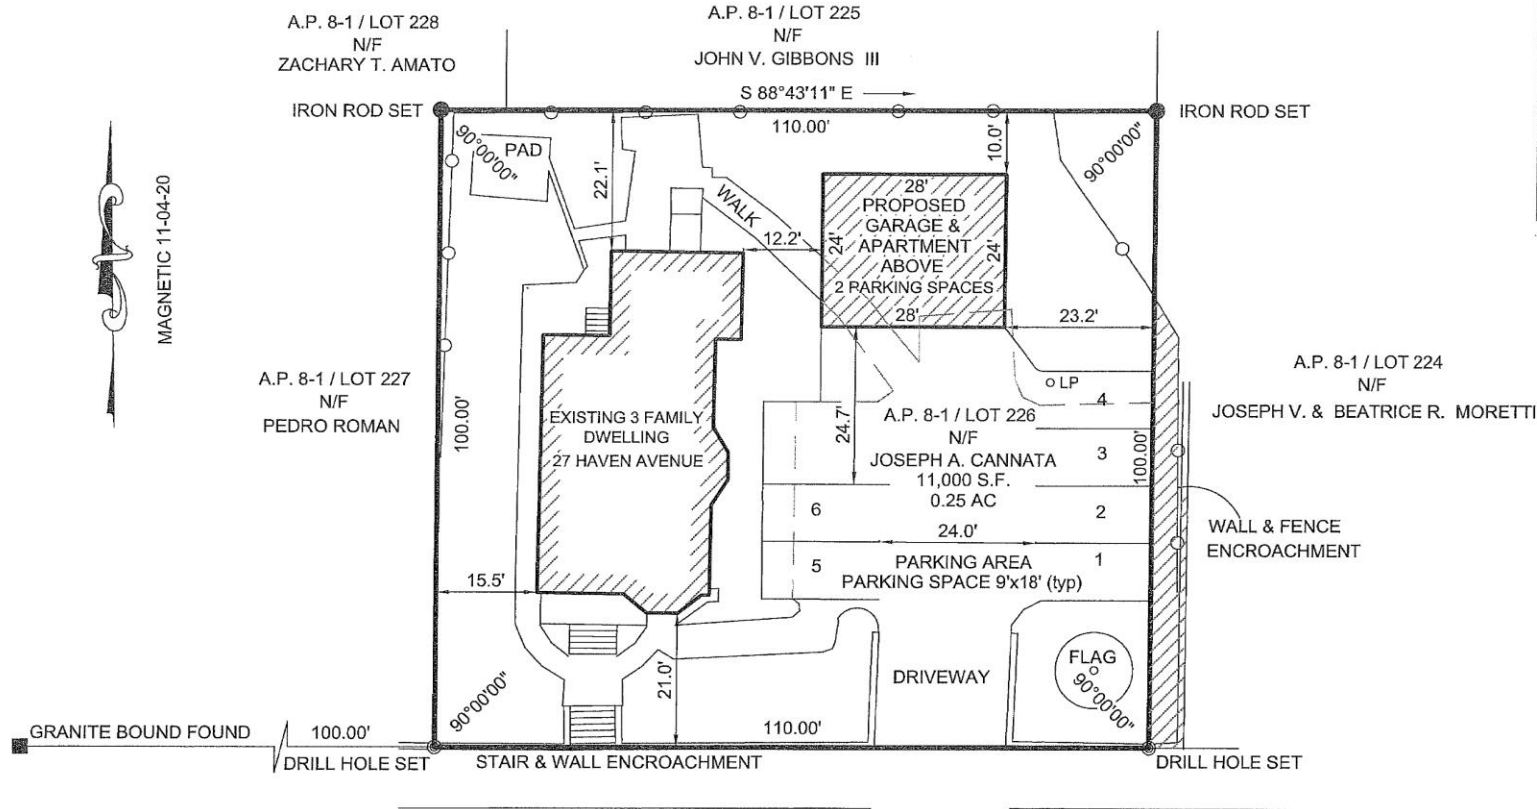 A.P. 8-1 / LOT 228
N/F
ZACHARY T. AMATO
A.P. 8-1 / LOT 225
N/F
JOHN V. GIBBONS III
S 88°43'11" E
IRON ROD SET
110.00'
IRON ROD SET
90°00'00"
PAD
22.1'
10.0'
90°00'00"
MAGNETIC 11-04-20
WALK
12.2'
28'
PROPOSED
GARAGE &
APARTMENT
ABOVE
2 PARKING SPACES
24'
24'
28'
23.2'
A.P. 8-1 / LOT 227
N/F
PEDRO ROMAN
100.00'
EXISTING 3 FAMILY
DWELLING
27 HAVEN AVENUE
24.7'
LP
A.P. 8-1 / LOT 226
N/F
JOSEPH A. CANNATA
11,000 S.F.
0.25 AC
4
3
100.00'
2
1
6
5
24.0'
PARKING AREA
PARKING SPACE 9'x18' (typ)
A.P. 8-1 / LOT 224
N/F
JOSEPH V. & BEATRICE R. MORETTI
WALL & FENCE
ENCROACHMENT
15.5'
21.0'
DRIVEWAY
FLAG
90°00'00"
90°00'00"
GRANITE BOUND FOUND
100.00'
110.00'
DRILL HOLE SET
STAIR & WALL ENCROACHMENT
DRILL HOLE SET